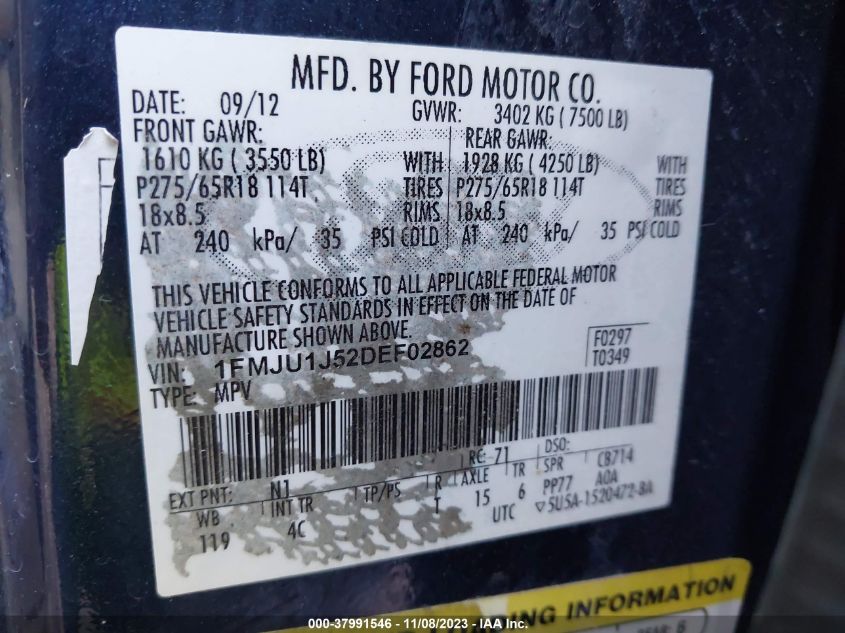 MFD. BY FORD MOTOR CO.
DATE: 09/12 GVWR: 3402 KG ( 7500 LB)
FRONT GAWR: REAR GAWR:
1610 KG ( 3550 LB) WITH 1928 KG ( 4250 LB) WITH
P275/65R18 114T TIRES P275/65R18 114T TIRES
18x8.5 RIMS 18x8.5 RIMS
AT 240 kPa/ 35 PSI COLD AT 240 kPa/ 35 PSI COLD
THIS VEHICLE CONFORMS TO ALL APPLICABLE FEDERAL MOTOR
VEHICLE SAFETY STANDARDS IN EFFECT ON THE DATE OF
MANUFACTURE SHOWN ABOVE.
F0297
VIN: 1FMJU1J52DEF02862
T0349
TYPE: MPV
RC: 71 DSO:
EXT PNT: N1 R AXLE TR SPR CB714
WB INT TR TP/PS T 15 6 PP77 AOA
119 4C UTC 5U5A-1520472-BA
INFORMATION
000-37991546 - 11/08/2023 - IAA Inc.